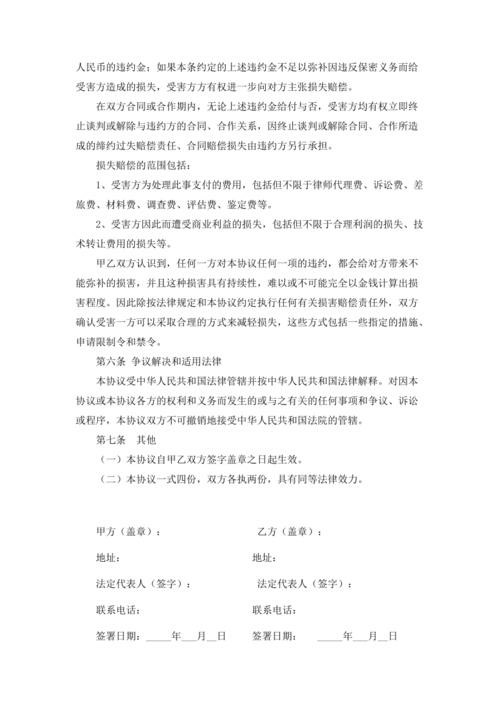 人民币的违约金；如果本条约定的上述违约金不足以弥补因违反保密义务而给
受害方造成的损失，受害方方有权进一步向对方主张损失赔偿。
在双方合同或合作期内，无论上述违约金给付与否，受害方均有权立即终
止谈判或解除与违约方的合同、合作关系，因终止谈判或解除合同、合作所造
成的缔约过失赔偿责任、合同赔偿损失由违约方另行承担。
损失赔偿的范围包括：
1、受害方为处理此事支付的费用，包括但不限于律师代理费、诉讼费、差
旅费、材料费、调查费、评估费、鉴定费等。
2、受害方因此而遭受商业利益的损失，包括但不限于合理利润的损失、技
术转让费用的损失等。
甲乙双方认识到，任何一方对本协议任何一项的违约，都会给对方带来不
能弥补的损害，并且这种损害具有持续性，难以或不可能完全以金钱计算出损
害程度。因此除按法律规定和本协议约定执行任何有关损害赔偿责任外，双方
确认受害一方可以采取合理的方式来减轻损失，这些方式包括一些指定的措施、
申请限制令和禁令。
第六条 争议解决和适用法律
本协议受中华人民共和国法律管辖并按中华人民共和国法律解释。对因本
协议或本协议各方的权利和义务而发生的或与之有关的任何事项和争议、诉讼
或程序，本协议双方不可撤销地接受中华人民共和国法院的管辖。
第七条 其他
（一）本协议自甲乙双方签字盖章之日起生效。
（二）本协议一式四份，双方各执两份，具有同等法律效力。
甲方（盖章）： 乙方（盖章）：
地址： 地址：
法定代表人（签字）； 法定代表人（签字）：
联系电话： 联系电话：
签署日期：_____年___月__日 签署日期： _____年___月__日